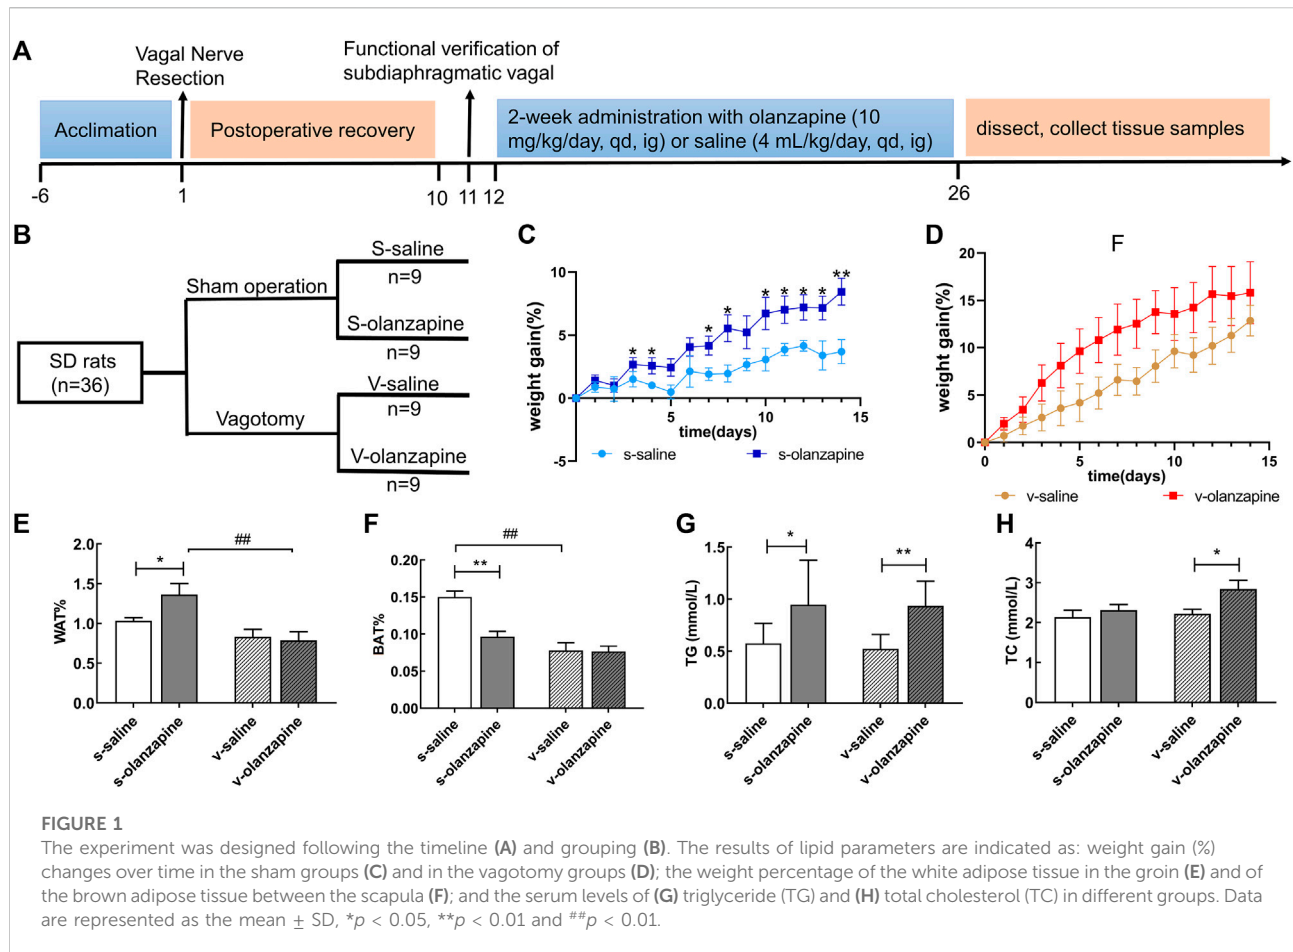 A
Vagal Nerve
Resection
Functional verification of
subdiaphragmatic vagal
Acclimation
Postoperative recovery
2-week administration with olanzapine (10
mg/kg/day, qd, ig) or saline (4 mL/kg/day, qd, ig)
dissect, collect tissue samples
-6
1
10
11
12
26
B
SD rats
(n=36)
Sham operation
Vagotomy
S-saline
n=9
S-olanzapine
n=9
V-saline
n=9
V-olanzapine
n=9
C
weight gain(%)
10
5
0
-5
5
10
15
* * * * * * * * **
time(days)
s-saline
s-olanzapine
D
F
weight gain(%)
20
15
10
5
0
0
5
10
15
time(days)
v-saline
v-olanzapine
E
WAT%
2.0
1.5
1.0
0.5
0.0
*
##
s-saline
s-olanzapine
v-saline
v-olanzapine
F
BAT%
0.20
0.15
0.10
0.05
0.00
**
##
s-saline
s-olanzapine
v-saline
v-olanzapine
G
TG (mmol/L)
1.5
1.0
0.5
0.0
*
**
s-saline
s-olanzapine
v-saline
v-olanzapine
H
TC (mmol/L)
4
3
2
1
0
*
s-saline
s-olanzapine
v-saline
v-olanzapine
FIGURE 1
The experiment was designed following the timeline (A) and grouping (B). The results of lipid parameters are indicated as: weight gain (%)
changes over time in the sham groups (C) and in the vagotomy groups (D); the weight percentage of the white adipose tissue in the groin (E) and of
the brown adipose tissue between the scapula (F); and the serum levels of (G) triglyceride (TG) and (H) total cholesterol (TC) in different groups. Data
are represented as the mean ± SD, *p < 0.05, **p < 0.01 and ##p < 0.01.